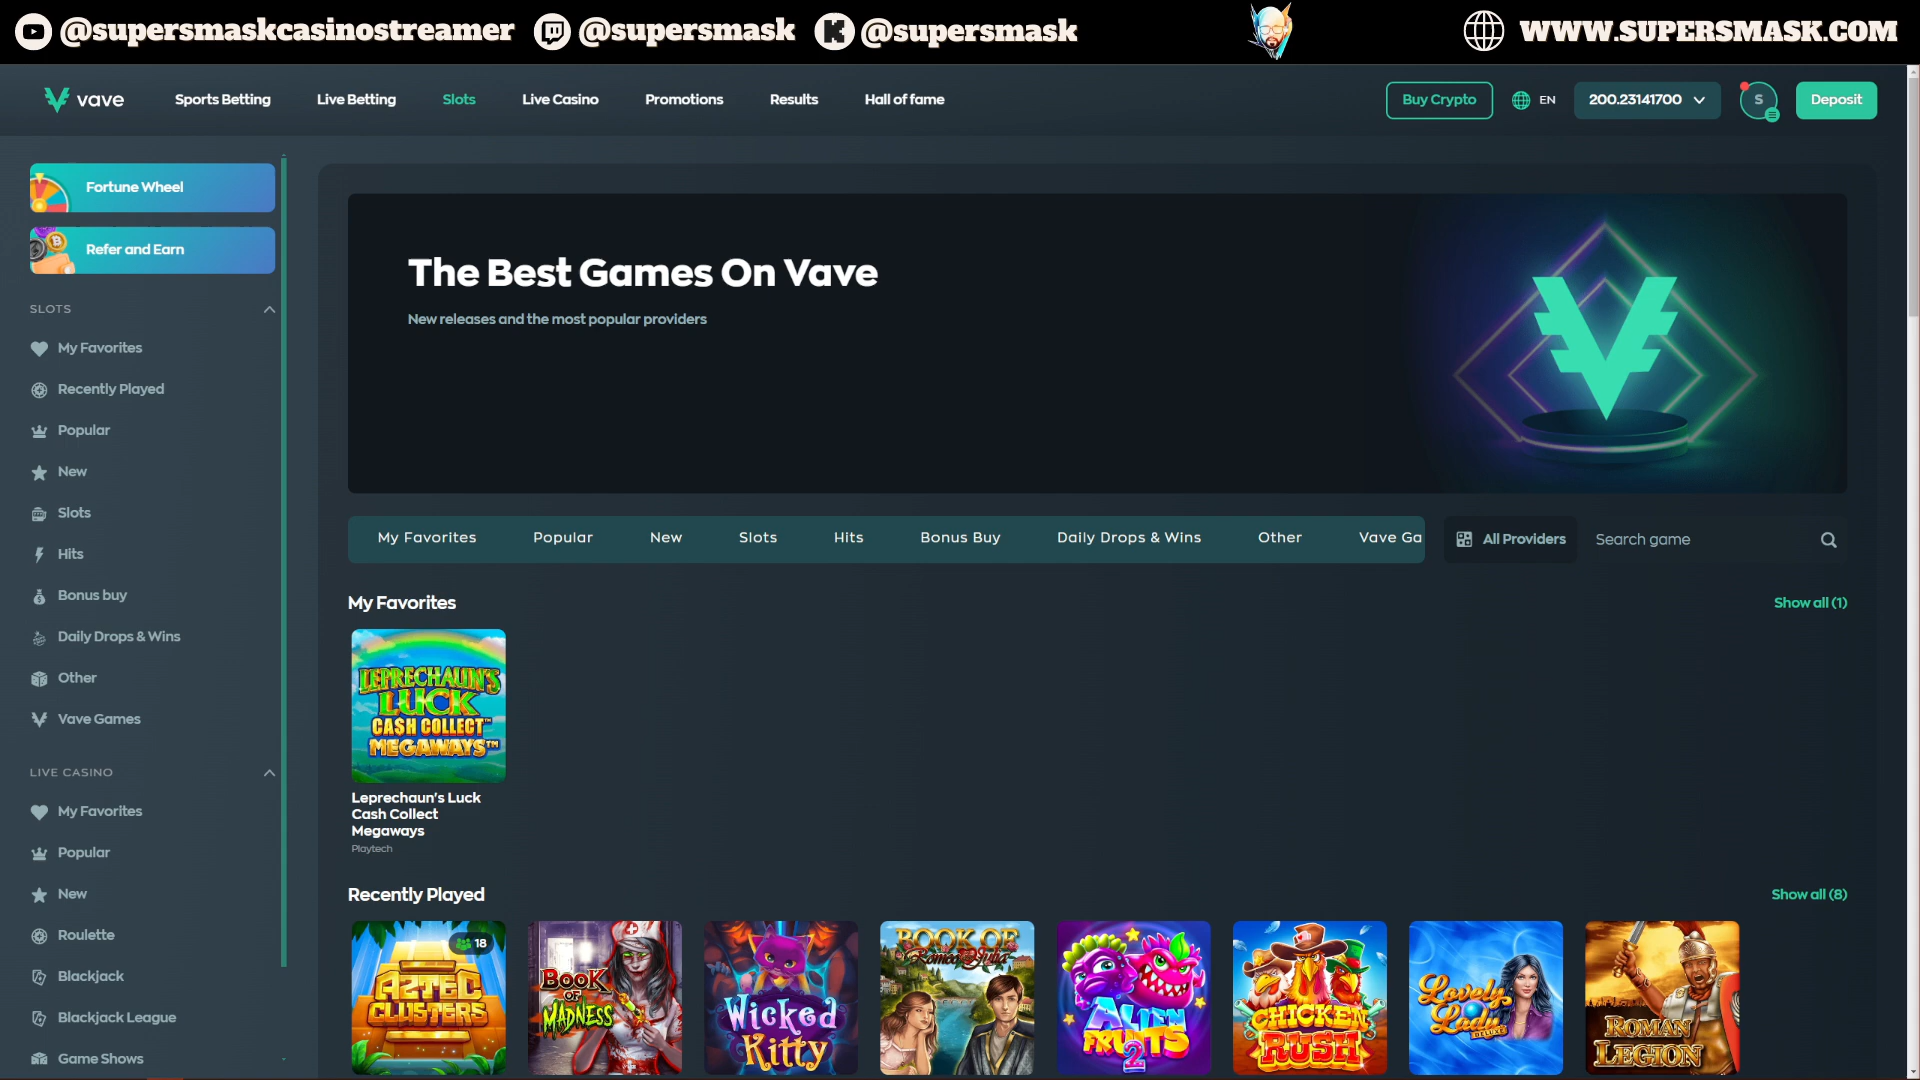 @supersmaskcasinostreamer @supersmask @supersmask WWW.SUPERSMASK.COM
vave Sports Betting Live Betting Slots Live Casino Promotions Results Hall of fame Buy Crypto EN 200.23141700 S Deposit
Fortune Wheel
Refer and Earn
SLOTS
My Favorites
Recently Played
Popular
New
Slots
Hits
Bonus buy
Daily Drops & Wins
Other
Vave Games
LIVE CASINO
My Favorites
Popular
New
Roulette
Blackjack
Blackjack League
Game Shows
The Best Games On Vave
New releases and the most popular providers
My Favorites Popular New Slots Hits Bonus Buy Daily Drops & Wins Other Vave Ga All Providers Search game
My Favorites Show all (1)
LEPRECHAUN'S
LUCK
CA$H COLLECT™
MEGAWAYS™
Leprechaun's Luck
Cash Collect
Megaways
Playtech
Recently Played Show all (8)
18
AZTEC
CLUSTERS
BOOK
OF
MADNESS
Wicked
Kitty
BOOK OF
Romeo & Julia
ALIEN
FRUITS
2
CHICKEN
RUSH
Lovely
Lady
DELUXE
ROMAN
LEGION